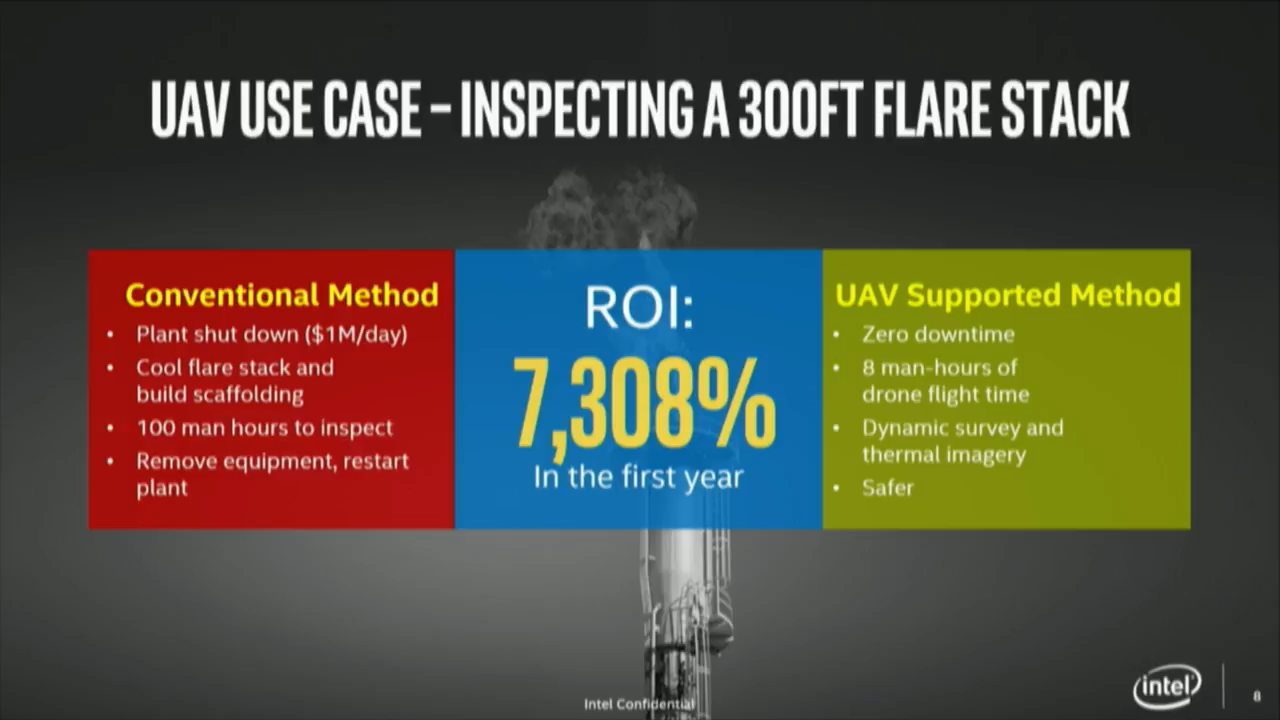 UAV USE CASE – INSPECTING A 300FT FLARE STACK
Conventional Method
• Plant shut down ($1M/day)
• Cool flare stack and
build scaffolding
• 100 man hours to inspect
• Remove equipment, restart
plant
ROI:
7,308%
In the first year
UAV Supported Method
• Zero downtime
• 8 man-hours of
drone flight time
• Dynamic survey and
thermal imagery
• Safer
Intel Confidential
intel
8